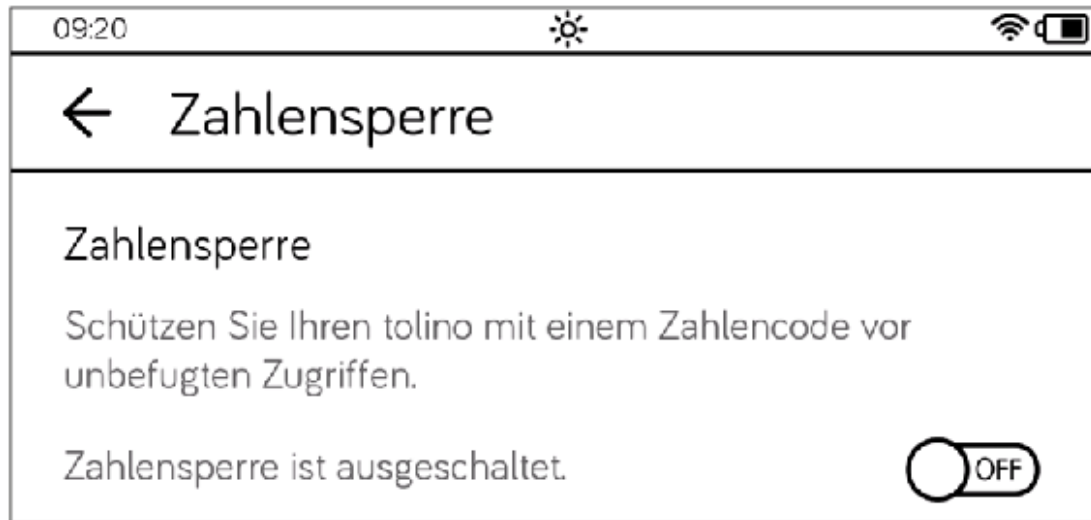 09:20
Zahlensperre
Zahlensperre
Schützen Sie Ihren tolino mit einem Zahlencode vor
unbefugten Zugriffen.
Zahlensperre ist ausgeschaltet.
OFF